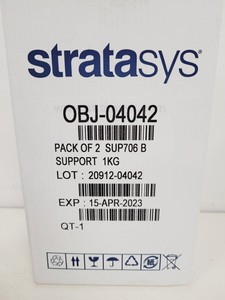 stratasys
OBJ-04042
PACK OF 2 SUP706 B
SUPPORT 1KG
LOT : 20912-04042
EXP : 15-APR-2023
QT-1